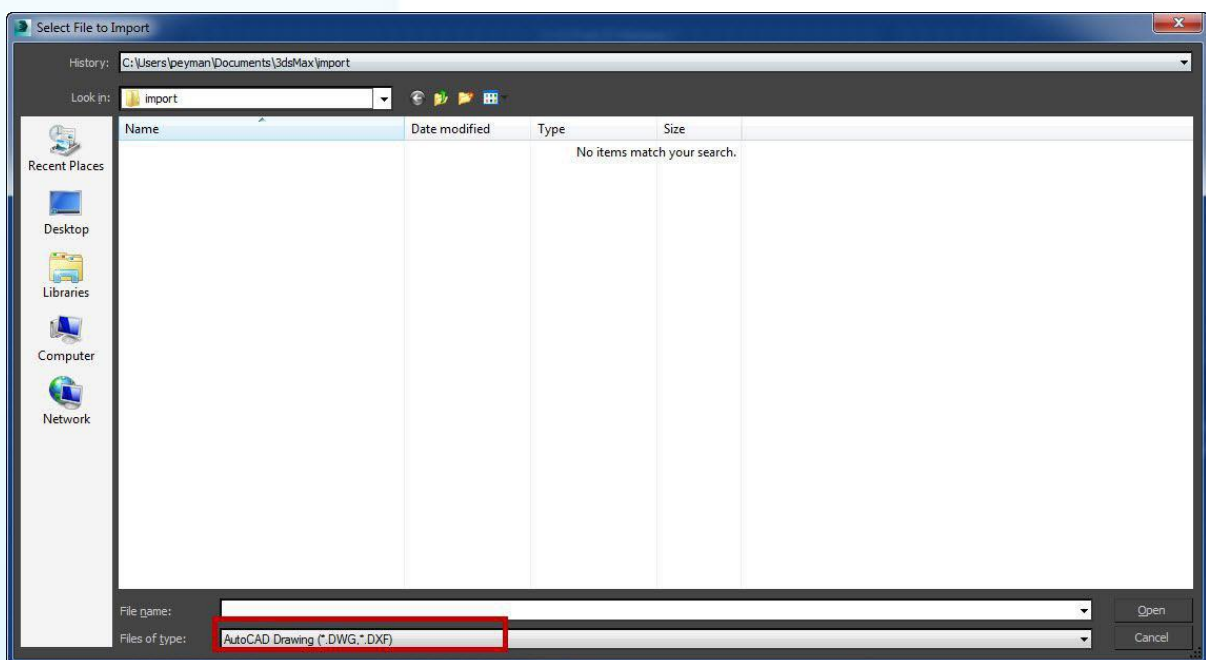 Select File to Import
History: C:\Users\peyman\Documents\3dsMax\import
Look in: import
Name Date modified Type Size
No items match your search.
Recent Places
Desktop
Libraries
Computer
Network
File name: Open
Files of type: AutoCAD Drawing (*.DWG,*.DXF) Cancel